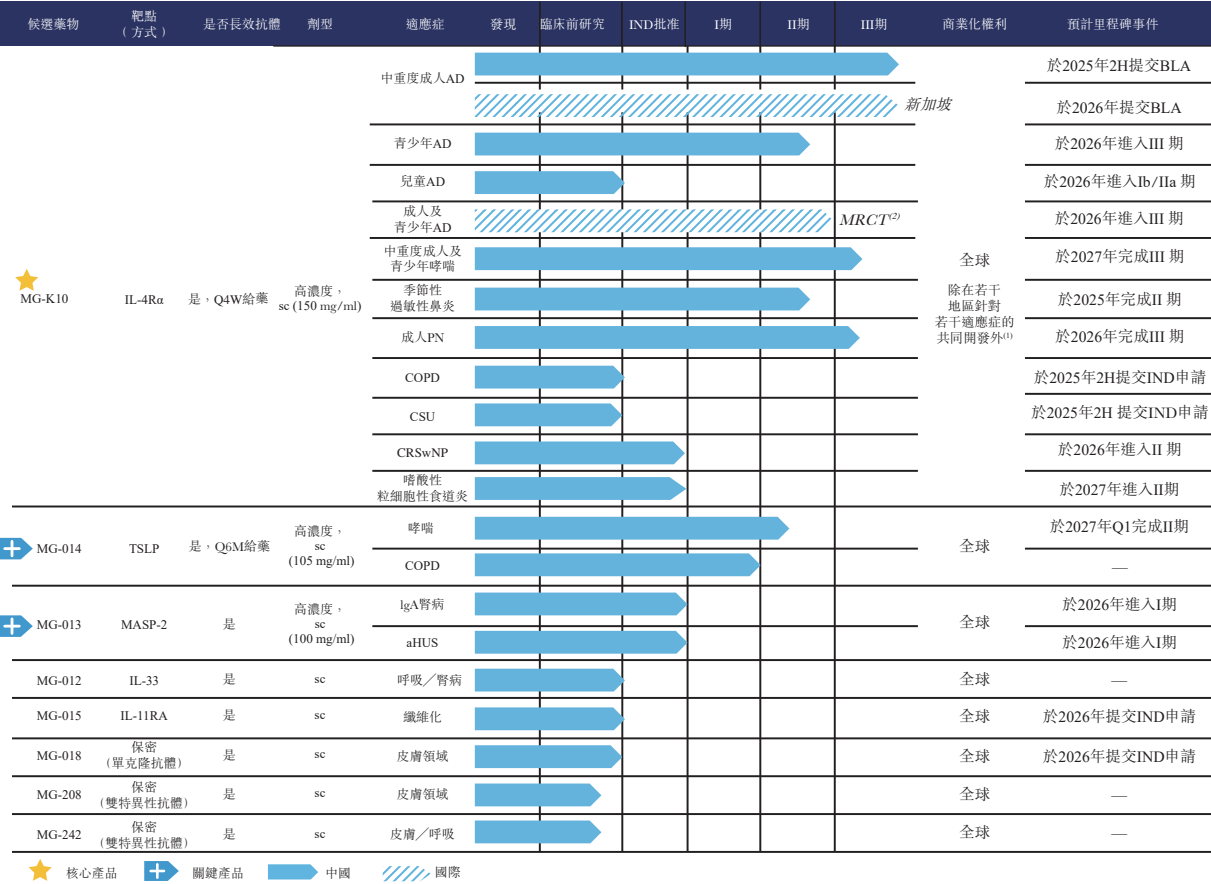 候選藥物 靶點（方式） 是否長效抗體 劑型 適應症 發現 臨床前研究 IND批准 I期 II期 III期 商業化權利 預計里程碑事件
中重度成人AD 於2025年2H提交BLA
新加坡 於2026年提交BLA
青少年AD 於2026年進入III 期
兒童AD 於2026年進入Ib/IIa 期
成人及
青少年AD MRCT(2) 於2026年進入III 期
中重度成人及
青少年哮喘 於2027年完成III 期
MG-K10 IL-4Rα 是，Q4W給藥 高濃度，
sc (150 mg/ml)
季節性
過敏性鼻炎 於2025年完成II 期
全球
除在若干
地區針對
若干適應症的
共同開發外(1)
成人PN 於2026年完成III 期
COPD 於2025年2H提交IND申請
CSU 於2025年2H 提交IND申請
CRSwNP 於2026年進入II 期
嗜酸性
粒細胞性食道炎 於2027年進入II期
MG-014 TSLP 是，Q6M給藥 高濃度，
sc
(105 mg/ml)
哮喘 全球 於2027年Q1完成II期
COPD —
MG-013 MASP-2 是 高濃度，
sc
(100 mg/ml)
lgA腎病 全球 於2026年進入I期
aHUS 於2026年進入I期
MG-012 IL-33 是 sc 呼吸／腎病 全球 —
MG-015 IL-11RA 是 sc 纖維化 全球 於2026年提交IND申請
MG-018 保密
(單克隆抗體) 是 sc 皮膚領域 全球 於2026年提交IND申請
MG-208 保密
(雙特異性抗體) 是 sc 皮膚領域 全球 —
MG-242 保密
(雙特異性抗體) 是 sc 皮膚／呼吸 全球 —
核心產品 關鍵產品 中國 國際